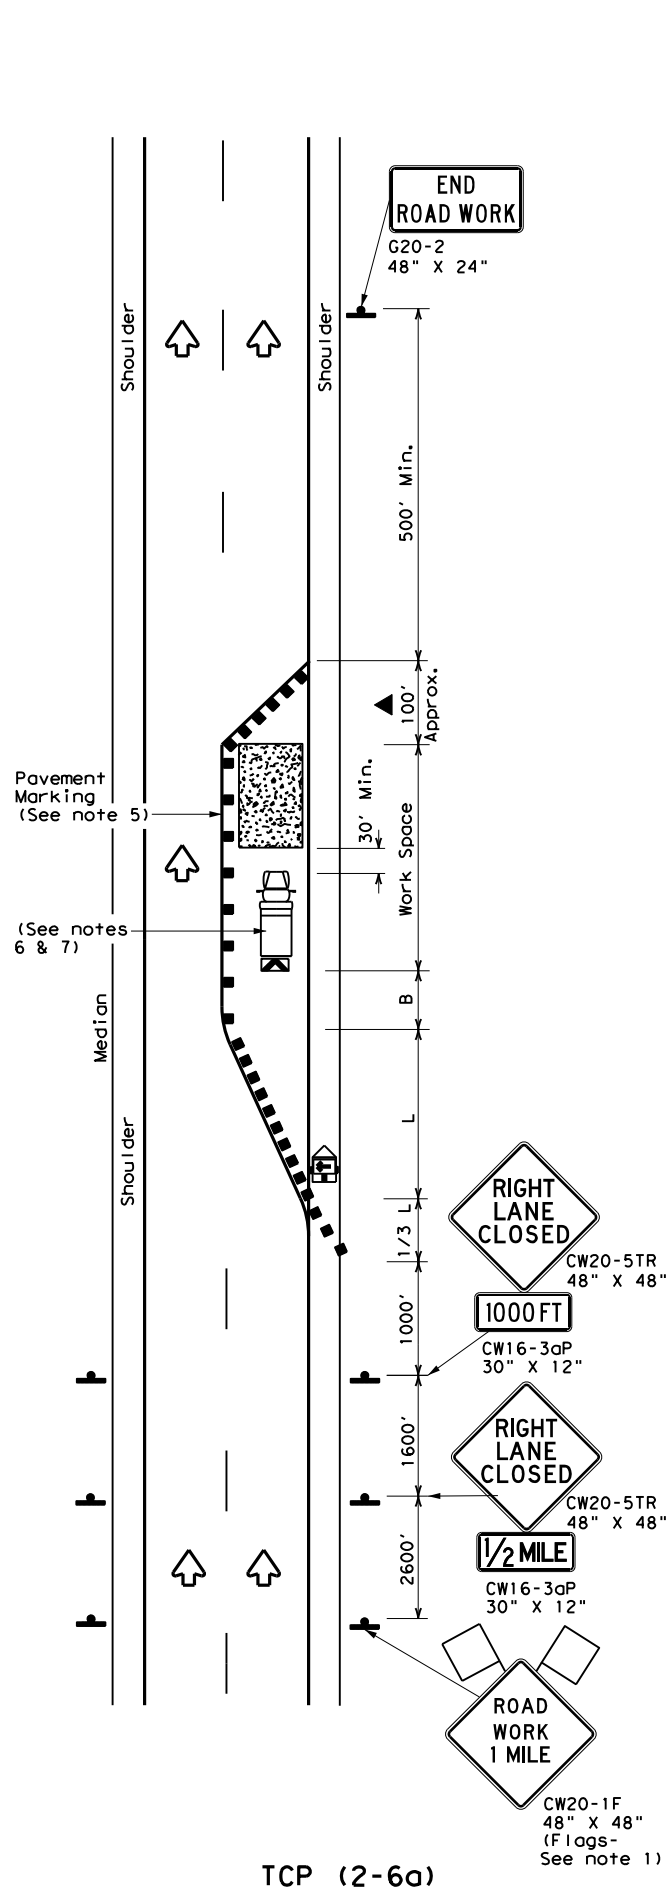 END
ROAD WORK
G20-2
48" X 24"
Shoulder
Shoulder
500' Min.
100'
Approx.
30' Min.
Pavement
Marking
(See note 5)
Work Space
(See notes
6 & 7)
B
Median
L
Shoulder
RIGHT
LANE
CLOSED
1/3 L
CW20-5TR
48" X 48"
1000'
1000 FT
CW16-3aP
30" X 12"
RIGHT
LANE
CLOSED
1600'
CW20-5TR
48" X 48"
1/2 MILE
2600'
CW16-3aP
30" X 12"
ROAD
WORK
1 MILE
CW20-1F
48" X 48"
(Flags-
See note 1)
TCP (2-6a)